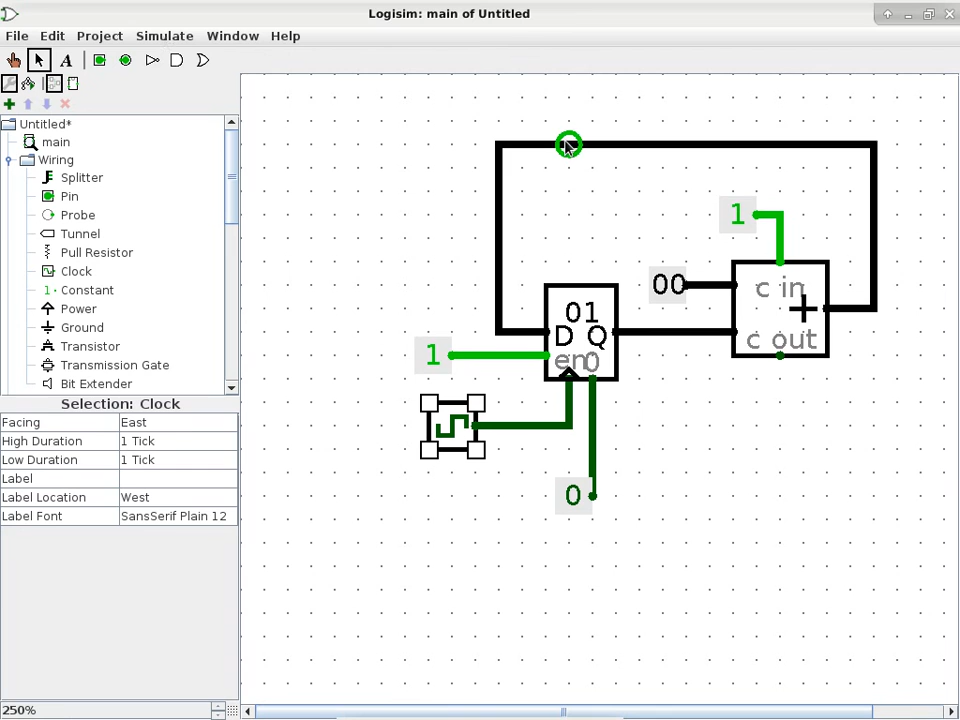 Logisim: main of Untitled
File Edit Project Simulate Window Help
A
Untitled*
main
Wiring
Splitter
Pin
Probe
Tunnel
Pull Resistor
Clock
1 Constant
Power
Ground
Transistor
Transmission Gate
Bit Extender
Selection: Clock
Facing East
High Duration 1 Tick
Low Duration 1 Tick
Label
Label Location West
Label Font SansSerif Plain 12
250%
1
00
c in
+
c out
01
D Q
en 0
1
0